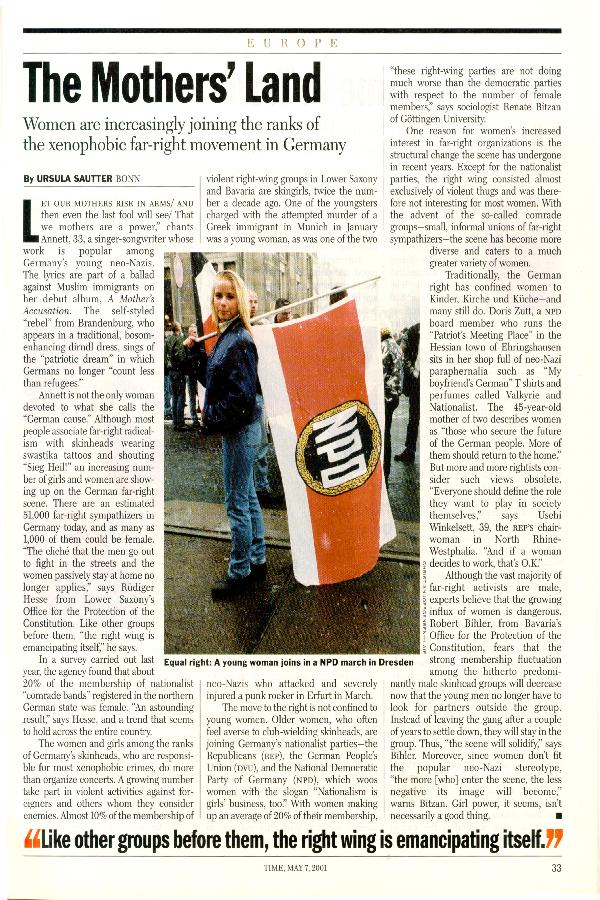 EUROPE
The Mothers' Land
Women are increasingly joining the ranks of
the xenophobic far-right movement in Germany
By URSULA SAUTTER BONN
LET OUR MOTHERS RISE IN ARMS/ AND
then even the last fool will see/ That
we mothers are a power," chants
Annett, 33, a singer-songwriter whose
work is popular among
Germany's young neo-Nazis.
The lyrics are part of a ballad
against Muslim immigrants on
her debut album, A Mother's
Accusation. The self-styled
"rebel" from Brandenburg, who
appears in a traditional, bosom-
enhancing dirndl dress, sings of
the "patriotic dream" in which
Germans no longer "count less
than refugees."
Annett is not the only woman
devoted to what she calls the
"German cause." Although most
people associate far-right radical-
ism with skinheads wearing
swastika tattoos and shouting
"Sieg Heil!" an increasing num-
ber of girls and women are show-
ing up on the German far-right
scene. There are an estimated
51,000 far-right sympathizers in
Germany today, and as many as
1,000 of them could be female.
"The cliché that the men go out
to fight in the streets and the
women passively stay at home no
longer applies," says Rüdiger
Hesse from Lower Saxony's
Office for the Protection of the
Constitution. Like other groups
before them, "the right wing is
emancipating itself," he says.
In a survey carried out last
year, the agency found that about
20% of the membership of nationalist
"comrade bands" registered in the northern
German state was female. "An astounding
result," says Hesse, and a trend that seems
to hold across the entire country.
The women and girls among the ranks
of Germany's skinheads, who are responsi-
ble for most xenophobic crimes, do more
than organize concerts. A growing number
take part in violent activities against for-
eigners and others whom they consider
enemies. Almost 10% of the membership of
violent right-wing groups in Lower Saxony
and Bavaria are skingirls, twice the num-
ber a decade ago. One of the youngsters
charged with the attempted murder of a
Greek immigrant in Munich in January
was a young woman, as was one of the two
NPD
Equal right: A young woman joins in a NPD march in Dresden
neo-Nazis who attacked and severely
injured a punk rocker in Erfurt in March.
The move to the right is not confined to
young women. Older women, who often
feel averse to club-wielding skinheads, are
joining Germany's nationalist parties—the
Republicans (REP), the German People's
Union (DVU), and the National Democratic
Party of Germany (NPD), which woos
women with the slogan "Nationalism is
girls' business, too." With women making
up an average of 20% of their membership,
"these right-wing parties are not doing
much worse than the democratic parties
with respect to the number of female
members," says sociologist Renate Bitzan
of Göttingen University.
One reason for women's increased
interest in far-right organizations is the
structural change the scene has undergone
in recent years. Except for the nationalist
parties, the right wing consisted almost
exclusively of violent thugs and was there-
fore not interesting for most women. With
the advent of the so-called comrade
groups—small, informal unions of far-right
sympathizers—the scene has become more
diverse and caters to a much
greater variety of women.
Traditionally, the German
right has confined women to
Kinder, Kirche und Küche—and
many still do. Doris Zutt, a NPD
board member who runs the
"Patriot's Meeting Place" in the
Hessian town of Ehringshausen
sits in her shop full of neo-Nazi
paraphernalia such as "My
boyfriend's German" T shirts and
perfumes called Valkyrie and
Nationalist. The 45-year-old
mother of two describes women
as "those who secure the future
of the German people. More of
them should return to the home."
But more and more rightists con-
sider such views obsolete.
"Everyone should define the role
they want to play in society
themselves," says Uschi
Winkelsett, 39, the REP's chair-
woman in North Rhine-
Westphalia. "And if a woman
decides to work, that's O.K."
Although the vast majority of
far-right activists are male,
experts believe that the growing
influx of women is dangerous.
Robert Bihler, from Bavaria's
Office for the Protection of the
Constitution, fears that the
strong membership fluctuation
among the hitherto predomi-
nantly male skinhead groups will decrease
now that the young men no longer have to
look for partners outside the group.
Instead of leaving the gang after a couple
of years to settle down, they will stay in the
group. Thus, "the scene will solidify," says
Bihler. Moreover, since women don't fit
the popular neo-Nazi stereotype,
"the more [who] enter the scene, the less
negative its image will become,"
warns Bitzan. Girl power, it seems, isn't
necessarily a good thing.
"Like other groups before them, the right wing is emancipating itself."
TIME, MAY 7, 2001
33